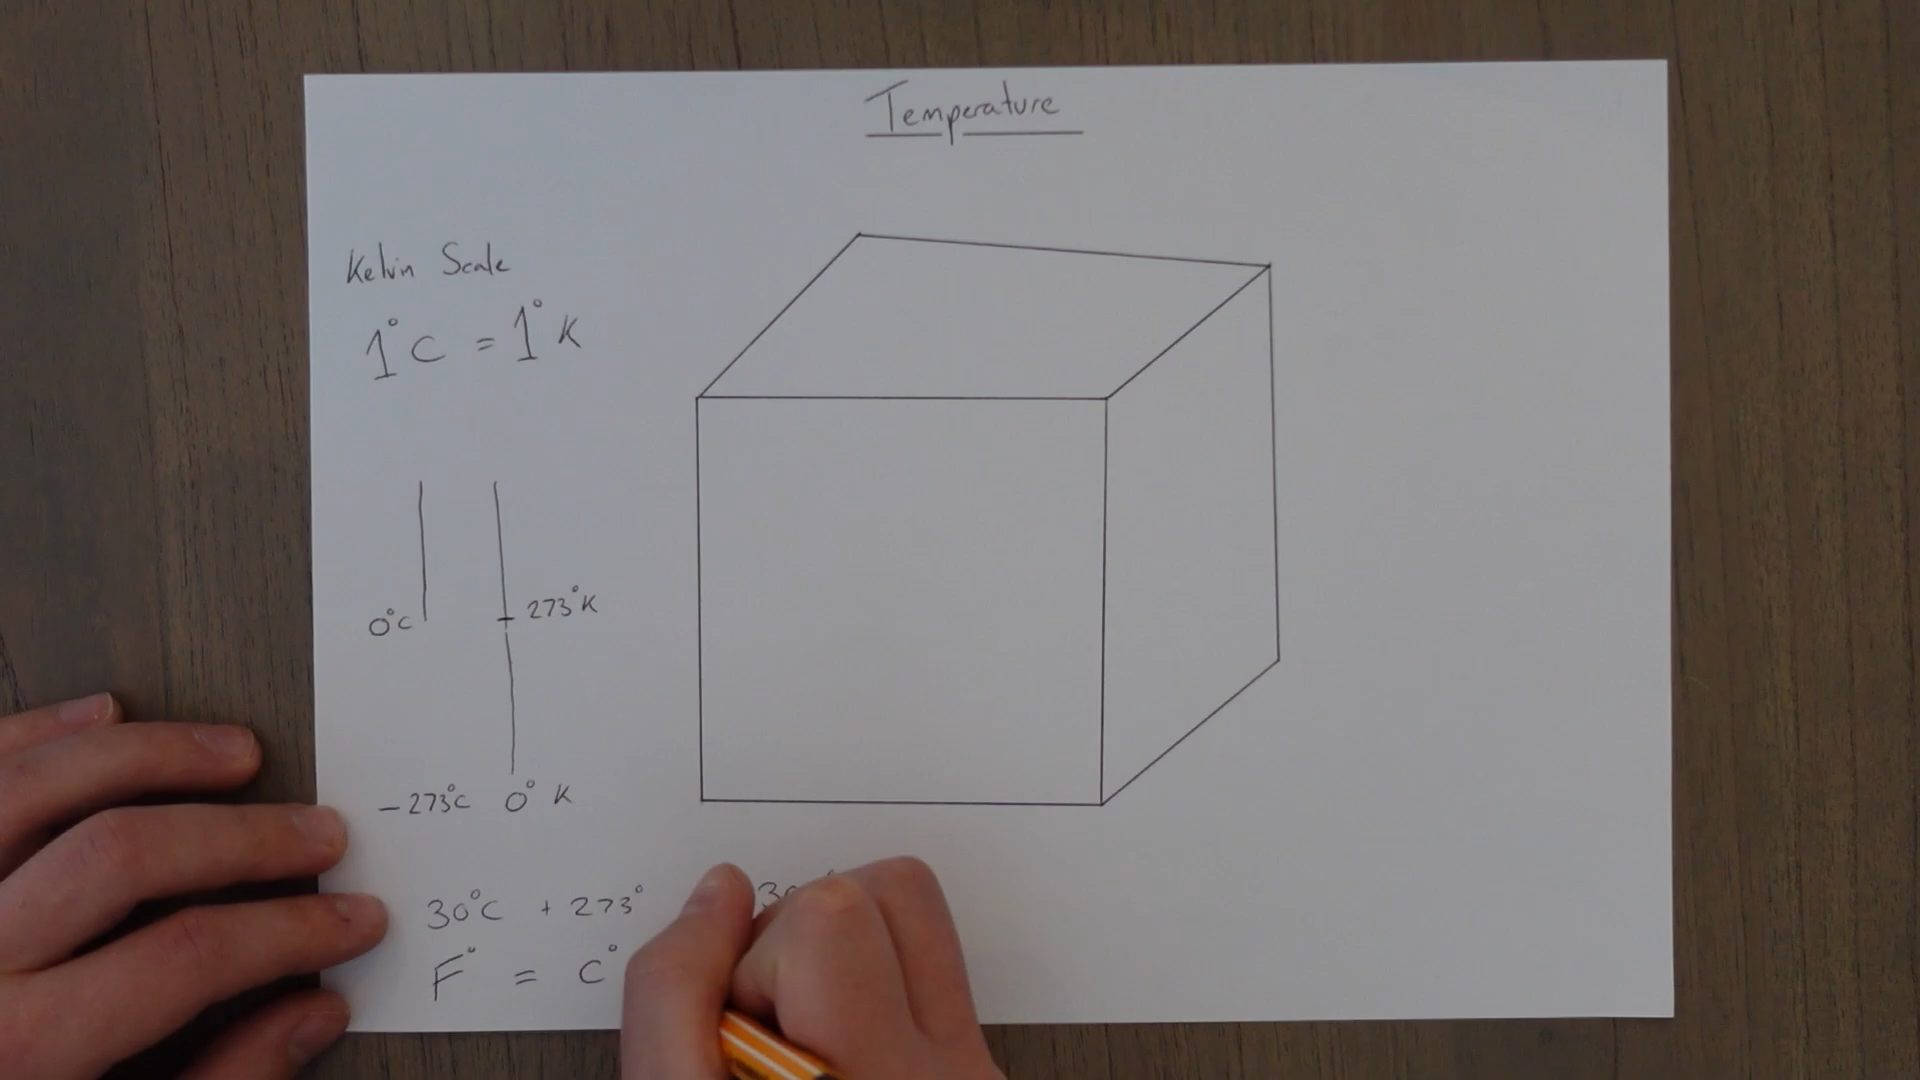 Temperature
Kelvin Scale
1°C = 1°K
0°C
273°K
-273°C 0° K
30°C + 273°
F° = C°